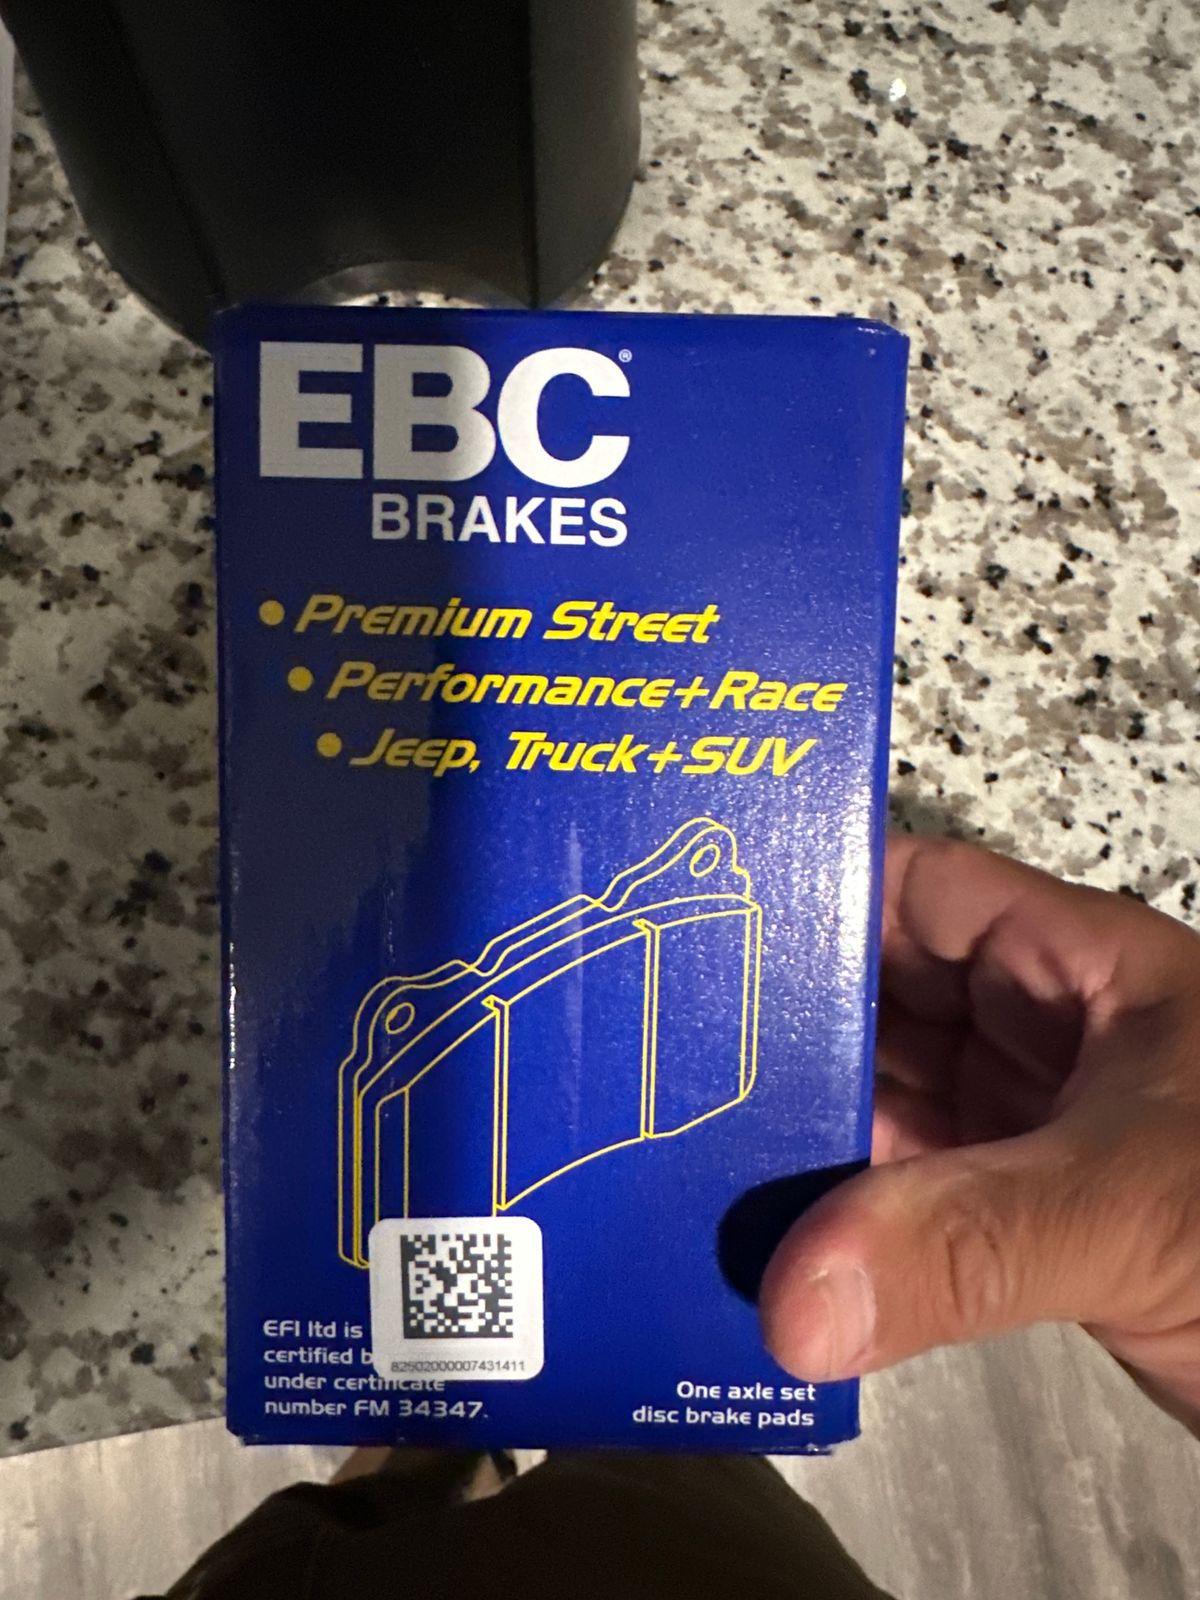 EBC®
BRAKES
• Premium Street
• Performance+Race
• Jeep, Truck+SUV
EFI ltd is
certified b
under certificate
number FM 34347.
82502000007431411
One axle set
disc brake pads